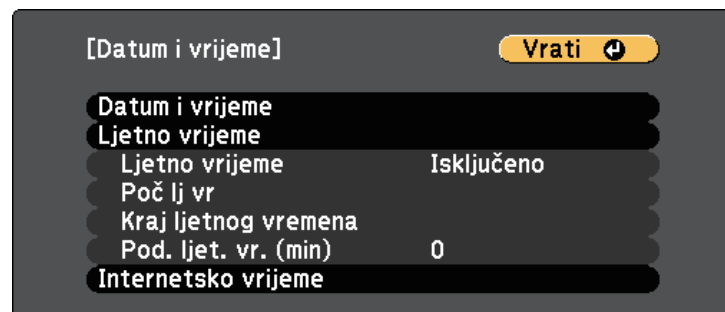 [Datum i vrijeme] Vrati
Datum i vrijeme
Ljetno vrijeme
Ljetno vrijeme Isključeno
Poč lj vr
Kraj ljetnog vremena
Pod. ljet. vr. (min) 0
Internetsko vrijeme